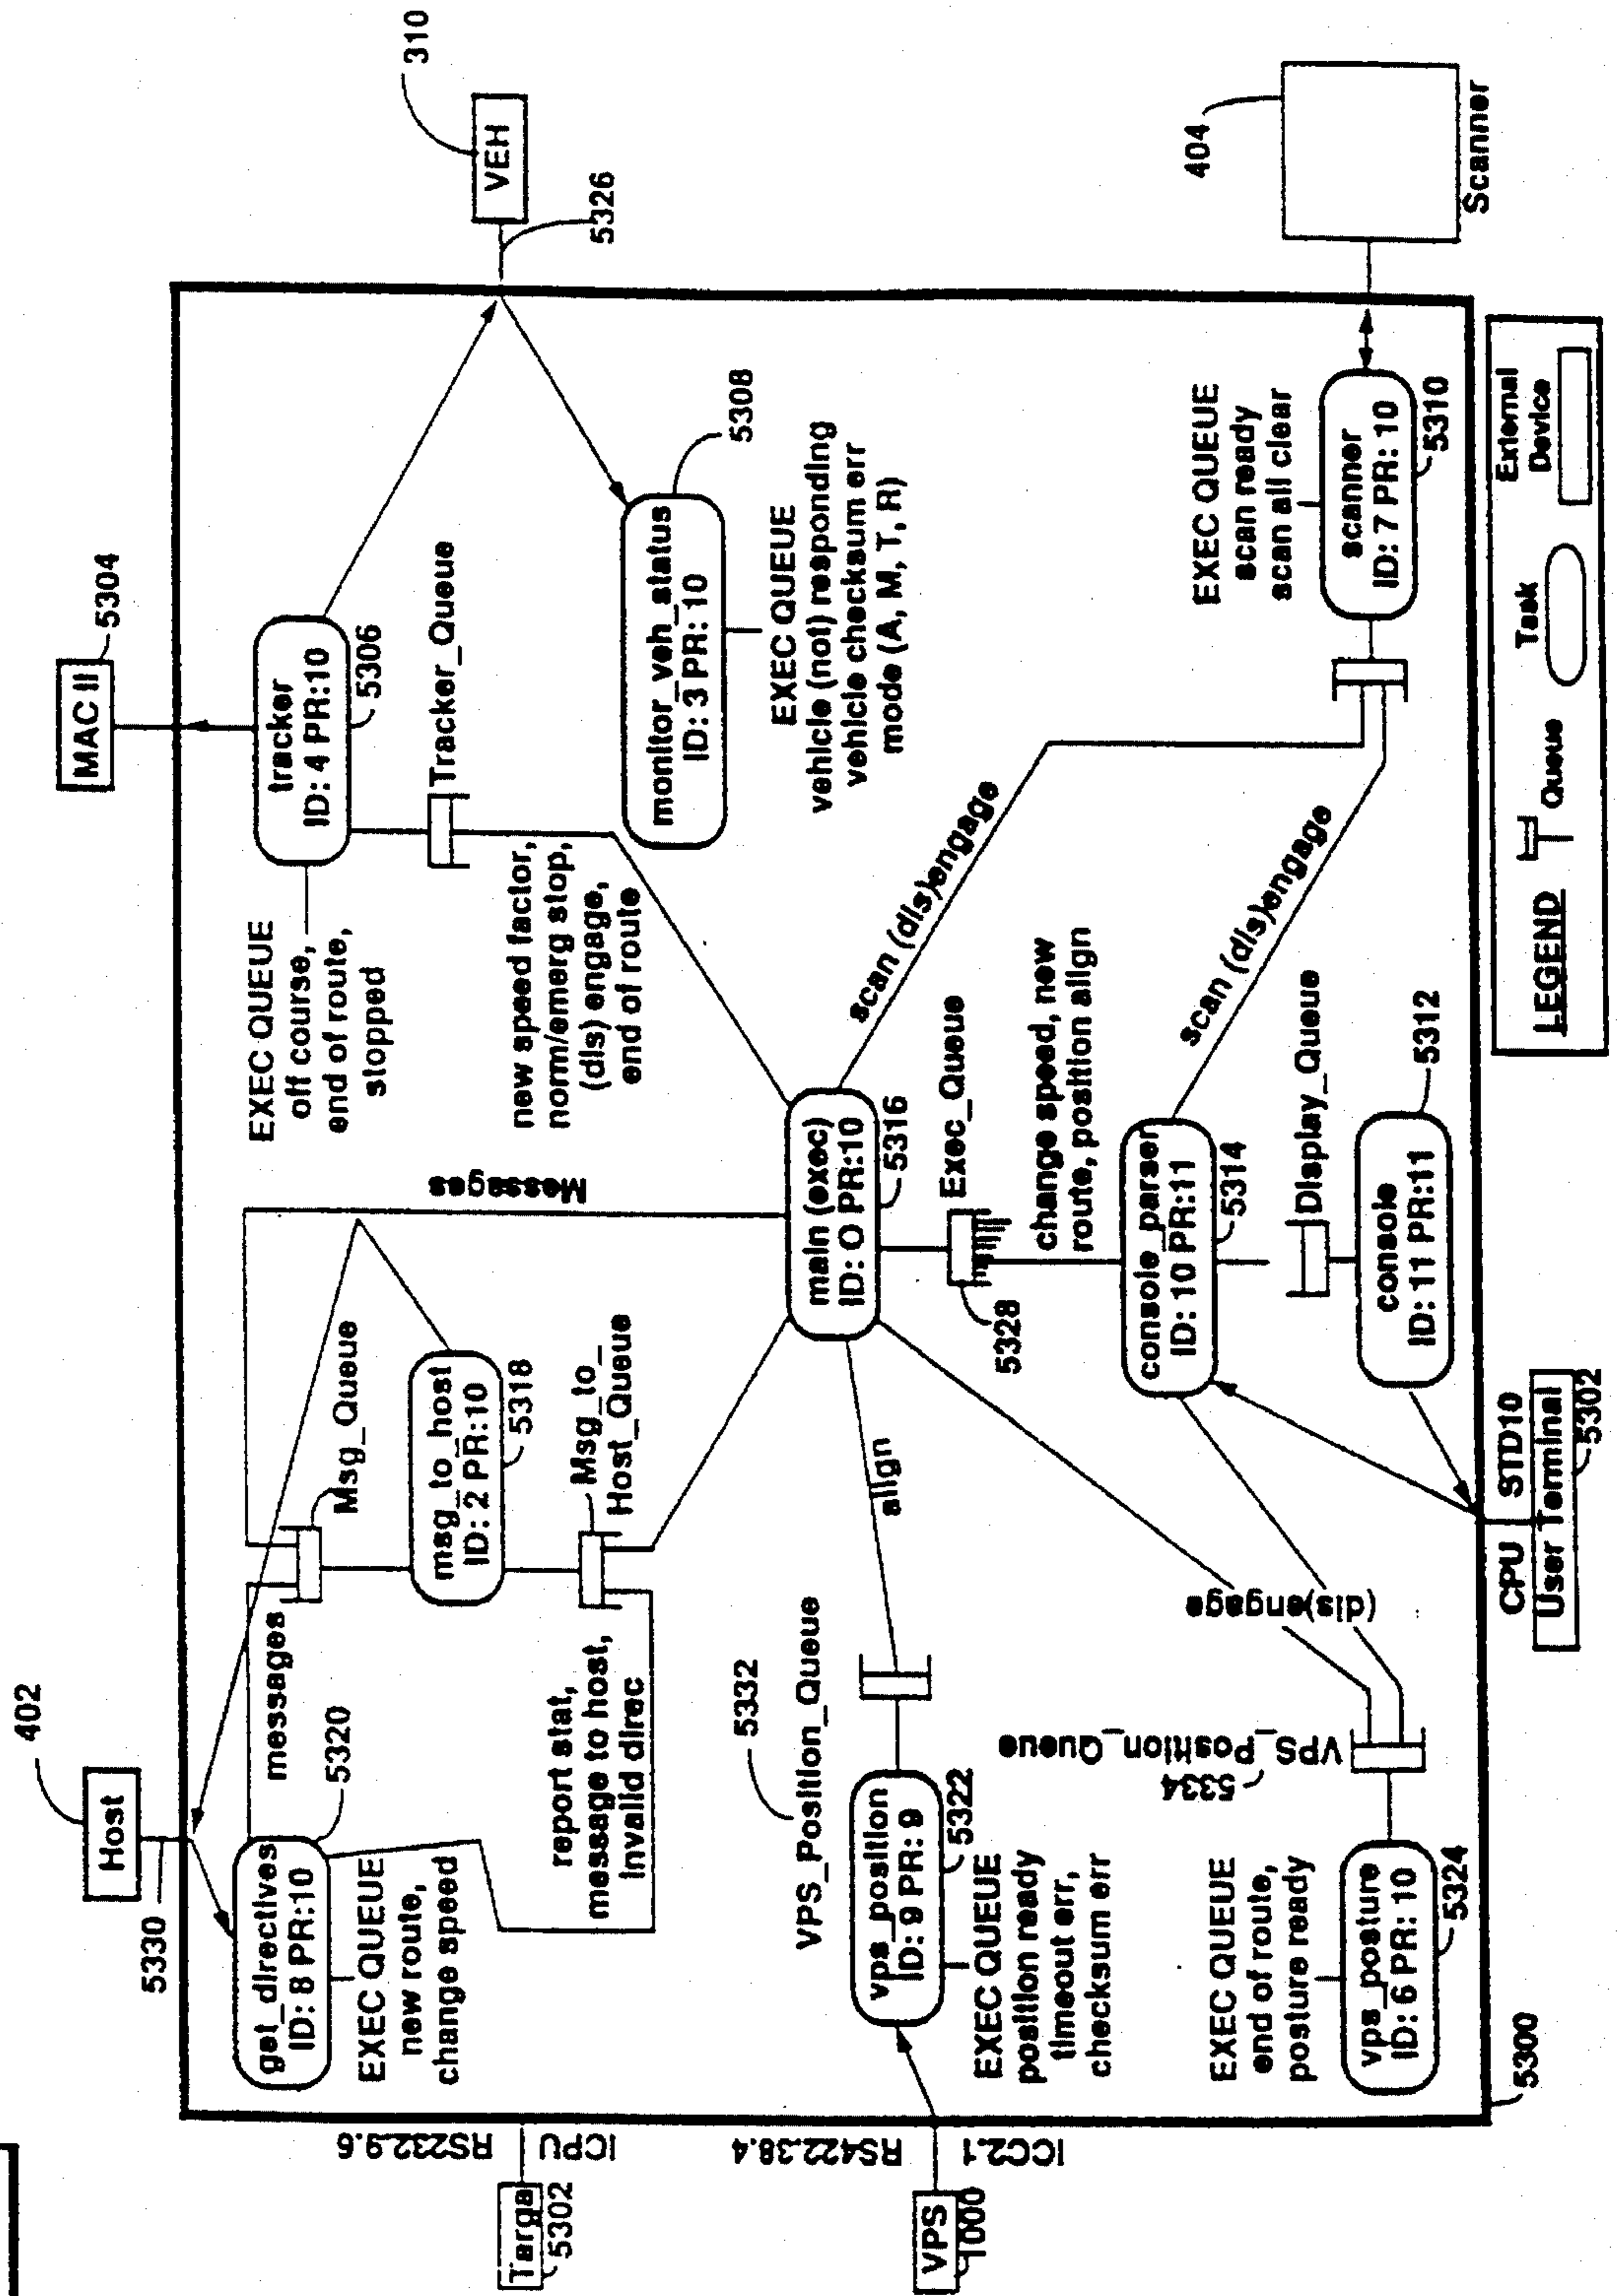 402
Host
5330
MAC II
5304
310
VEH
5326
404
Scanner
Targa
5302
RS232.9.6
ICPU
VPS
1000
RS422.38.4
ICC2.1
get_directives
ID: 8 PR:10
5320
EXEC QUEUE
new route,
change speed
messages
Msg_Queue
msg_to_host
ID: 2 PR:10
5318
Msg_to_
Host_Queue
report stat,
message to host,
invalid direc
Messages
EXEC QUEUE
off course,
end of route,
stopped
tracker
ID: 4 PR:10
5306
Tracker_Queue
new speed factor,
norm/emerg stop,
(dis) engage,
end of route
monitor_veh_status
ID: 3 PR: 10
5308
EXEC QUEUE
vehicle (not) responding
vehicle checksum err
mode (A, M, T, R)
5332
VPS_Position_Queue
vps_position
ID: 9 PR: 9
5322
EXEC QUEUE
position ready
timeout err,
checksum err
align
main (exec)
ID: O PR:10
5316
Exec_Queue
5328
change speed, new
route, position align
scan (dis)engage
scan (dis)engage
EXEC QUEUE
scan ready
scan all clear
scanner
ID: 7 PR: 10
5310
EXEC QUEUE
end of route,
posture ready
vps_posture
ID: 6 PR: 10
5324
VPS_Position_Queue
5334
(dis)engage
console_parser
ID: 10 PR:11
5314
Display_Queue
console
ID: 11 PR:11
5312
5300
CPU STD10
User Terminal
5302
LEGEND
Queue
Task
External
Device